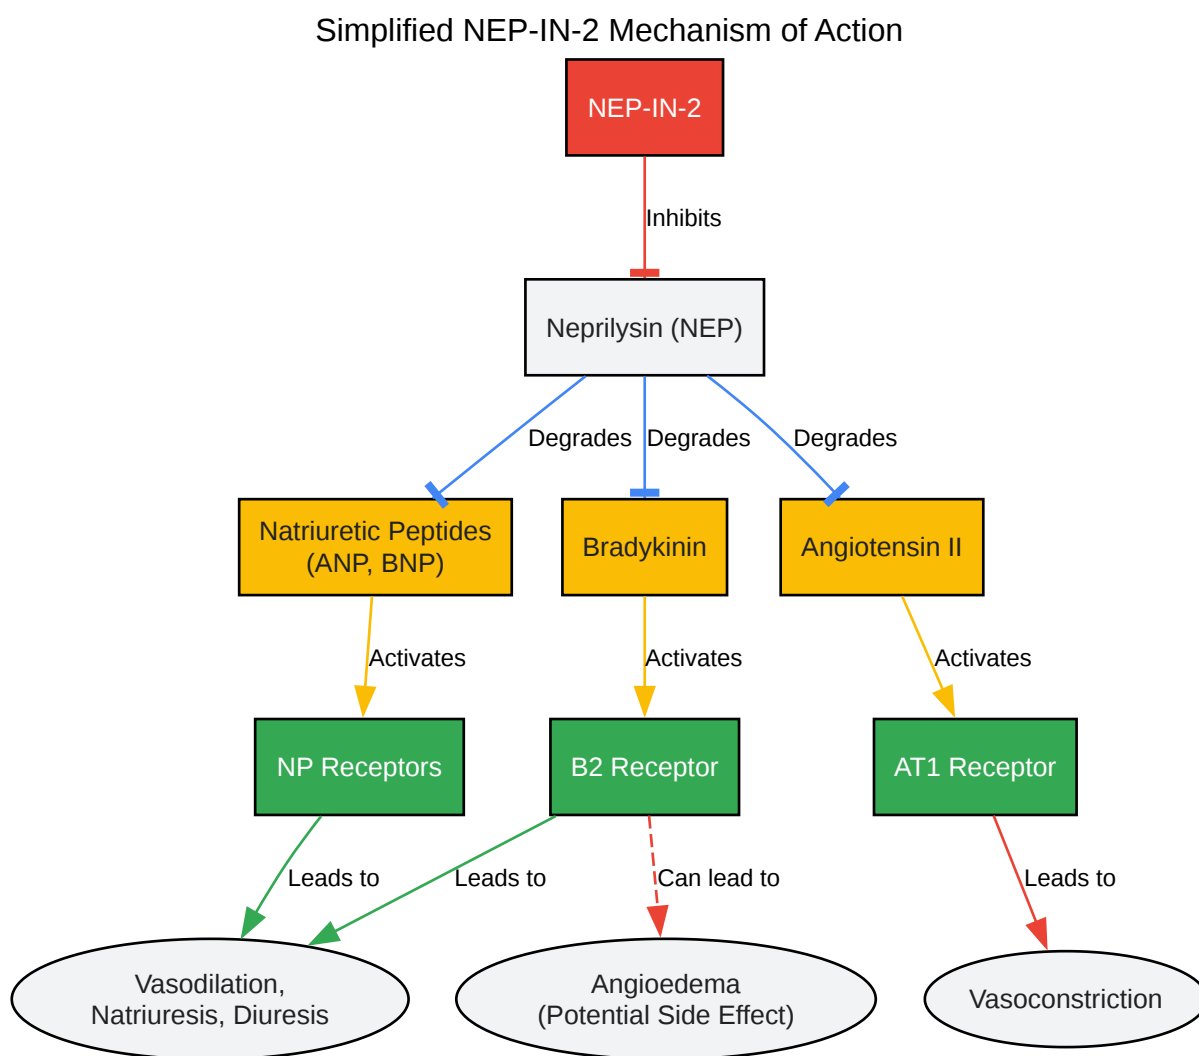 Simplified NEP-IN-2 Mechanism of Action
NEP-IN-2
Inhibits
Neprilysin (NEP)
Degrades
Degrades
Degrades
Natriuretic Peptides
(ANP, BNP)
Bradykinin
Angiotensin II
Activates
Activates
Activates
NP Receptors
B2 Receptor
AT1 Receptor
Leads to
Leads to
Can lead to
Leads to
Vasodilation,
Natriuresis, Diuresis
Angioedema
(Potential Side Effect)
Vasoconstriction